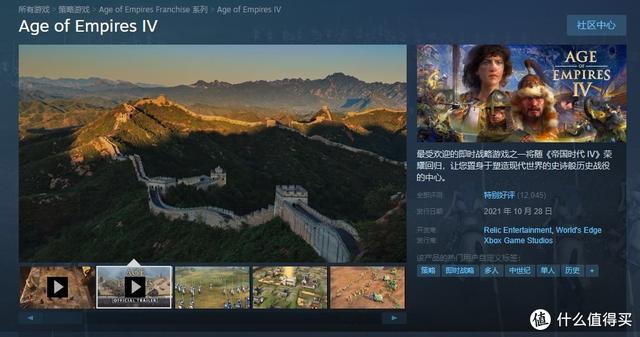 所有游戏 > 策略游戏 > Age of Empires Franchise 系列 > Age of Empires IV
Age of Empires IV
社区中心
AGE
OF
EMPIRES
IV
最受欢迎的即时战略游戏之一将随《帝国时代 IV》荣
耀回归，让您置身于塑造现代世界的史诗般历史战役
的中心。
全部评测: 特别好评 (12,045)
发行日期: 2021 年 10 月 28 日
开发商: Relic Entertainment, World's Edge
发行商: Xbox Game Studios
该产品的热门用户自定义标签:
策略 即时战略 多人 中世纪 单人 历史 +
AGE
OFFICIAL TRAILER
值 什么值得买